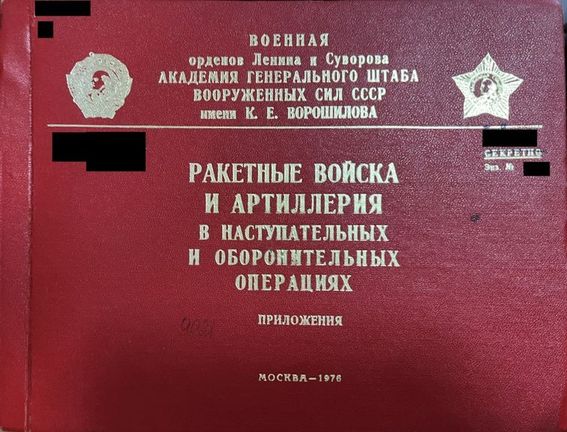 ВОЕННАЯ
орденов Ленина и Суворова
АКАДЕМИЯ ГЕНЕРАЛЬНОГО ШТАБА
ВООРУЖЕННЫХ СИЛ СССР
имени К. Е. ВОРОШИЛОВА
СЕКРЕТНО
Экз. №
РАКЕТНЫЕ ВОЙСКА
И АРТИЛЛЕРИЯ
В НАСТУПАТЕЛЬНЫХ
И ОБОРОНИТЕЛЬНЫХ
ОПЕРАЦИЯХ
ПРИЛОЖЕНИЯ
МОСКВА—1976